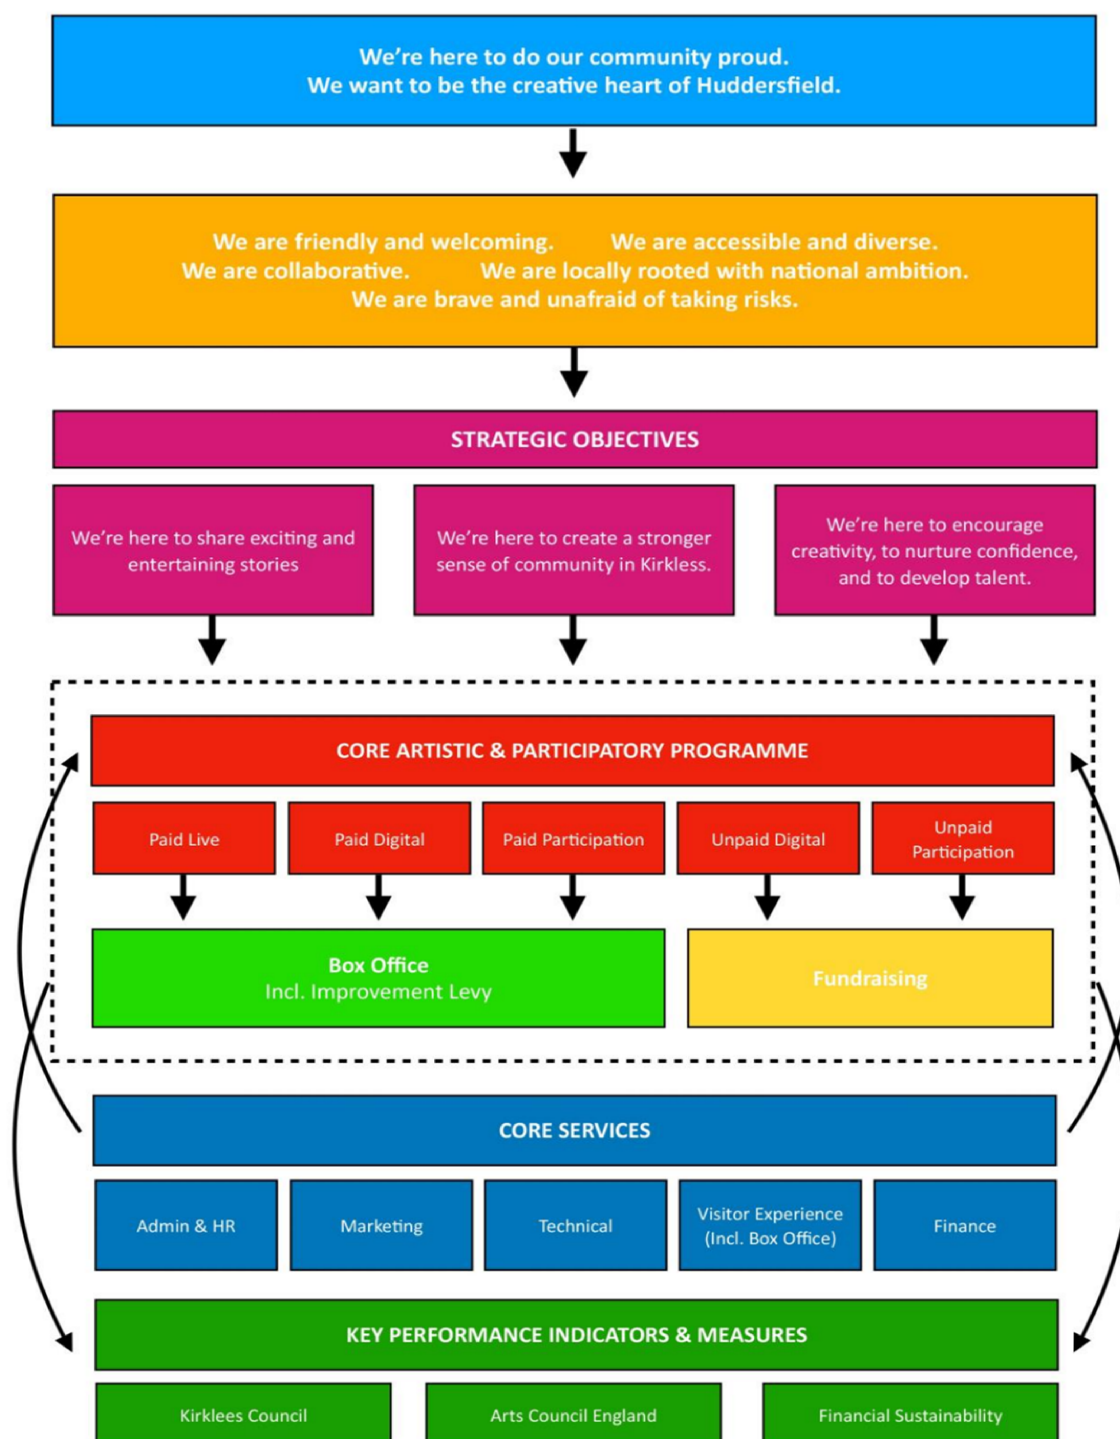 We’re here to do our community proud.
We want to be the creative heart of Huddersfield.
We are friendly and welcoming. We are accessible and diverse.
We are collaborative. We are locally rooted with national ambition.
We are brave and unafraid of taking risks.
STRATEGIC OBJECTIVES
We’re here to share exciting and
entertaining stories
We’re here to create a stronger
sense of community in Kirkless.
We’re here to encourage
creativity, to nurture confidence,
and to develop talent.
CORE ARTISTIC & PARTICIPATORY PROGRAMME
Paid Live
Paid Digital
Paid Participation
Unpaid Digital
Unpaid
Participation
Box Office
Incl. Improvement Levy
Fundraising
CORE SERVICES
Admin & HR
Marketing
Technical
Visitor Experience
(Incl. Box Office)
Finance
KEY PERFORMANCE INDICATORS & MEASURES
Kirklees Council
Arts Council England
Financial Sustainability